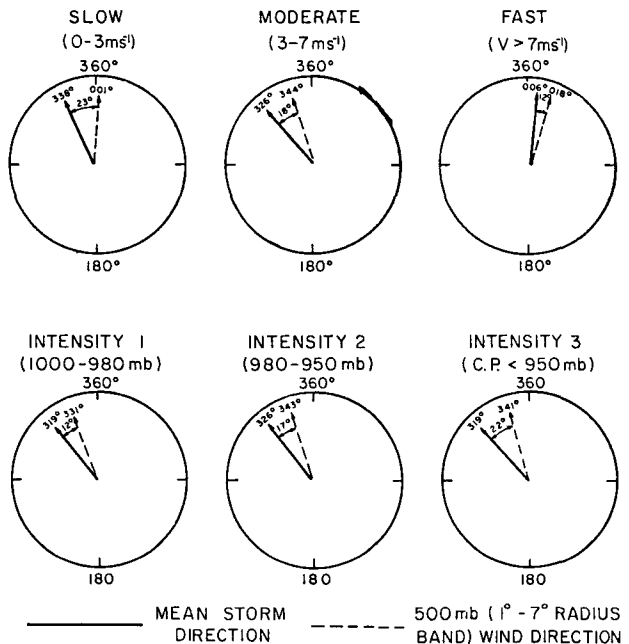 SLOW
(0-3ms⁻¹)
360°
338°
23°
001°
180°
MODERATE
(3-7ms⁻¹)
360°
326°
344°
18°
180°
FAST
(V > 7ms⁻¹)
360°
006°
018°
12°
180°
INTENSITY 1
(1000-980 mb)
360°
319°
331°
12°
180
INTENSITY 2
(980-950 mb)
360°
326°
343°
17°
180
INTENSITY 3
(C.P. < 950 mb)
360
319°
341°
22°
180
MEAN STORM
DIRECTION
500 mb (1° - 7° RADIUS
BAND) WIND DIRECTION